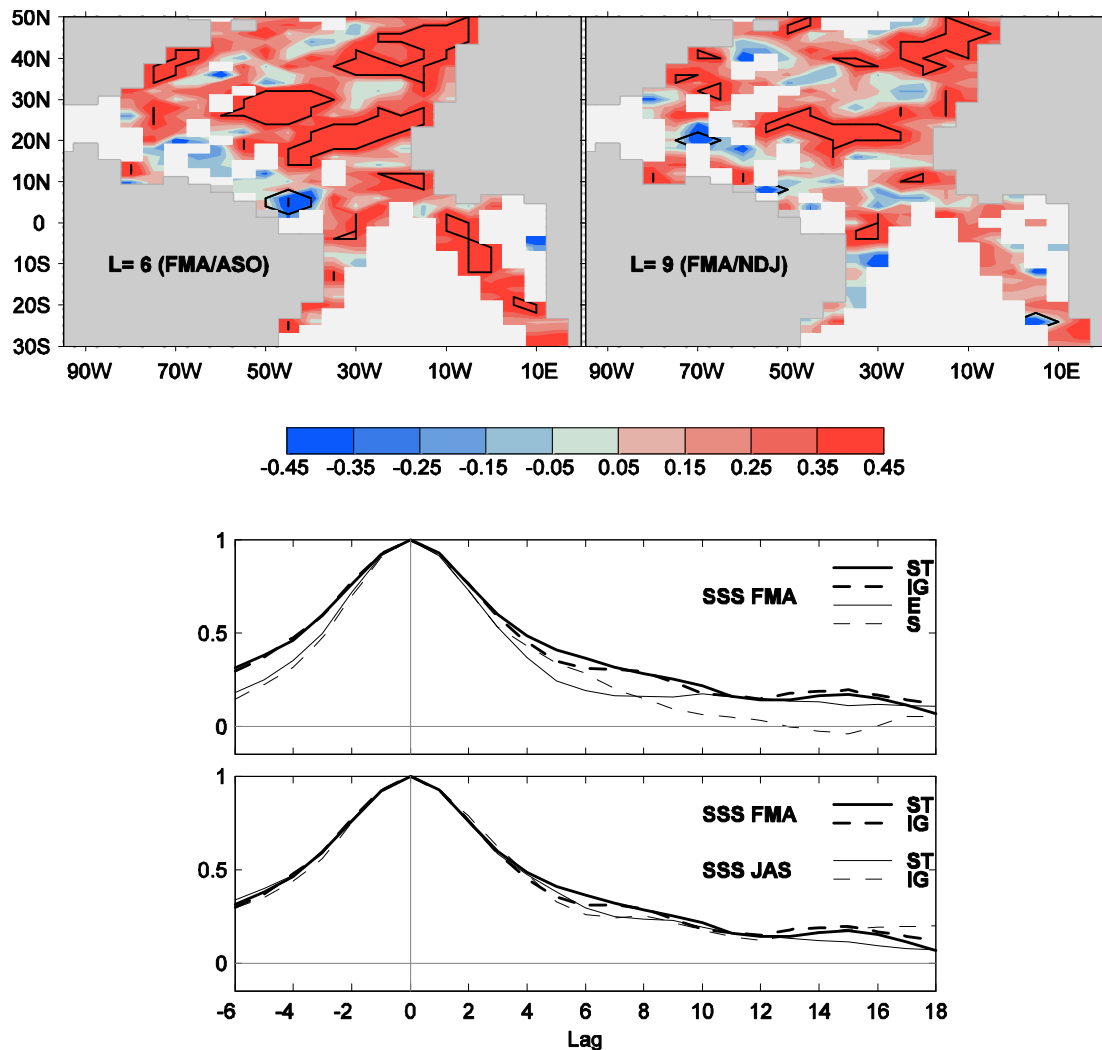 50N
40N
30N
20N
10N
0
10S
20S
30S
L= 6 (FMA/ASO)
L= 9 (FMA/NDJ)
90W 70W 50W 30W 10W 10E
90W 70W 50W 30W 10W 10E
-0.45 -0.35 -0.25 -0.15 -0.05 0.05 0.15 0.25 0.35 0.45
1
0.5
0
SSS FMA
ST
IG
E
S
1
0.5
0
SSS FMA
ST
IG
SSS JAS
ST
IG
-6 -4 -2 0 2 4 6 8 10 12 14 16 18
Lag